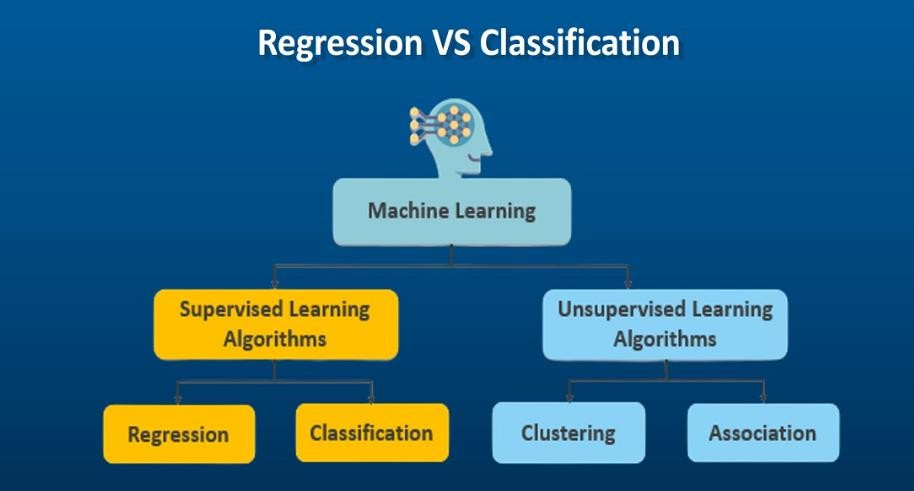 Regression VS Classification
Machine Learning
Supervised Learning
Algorithms
Unsupervised Learning
Algorithms
Regression
Classification
Clustering
Association